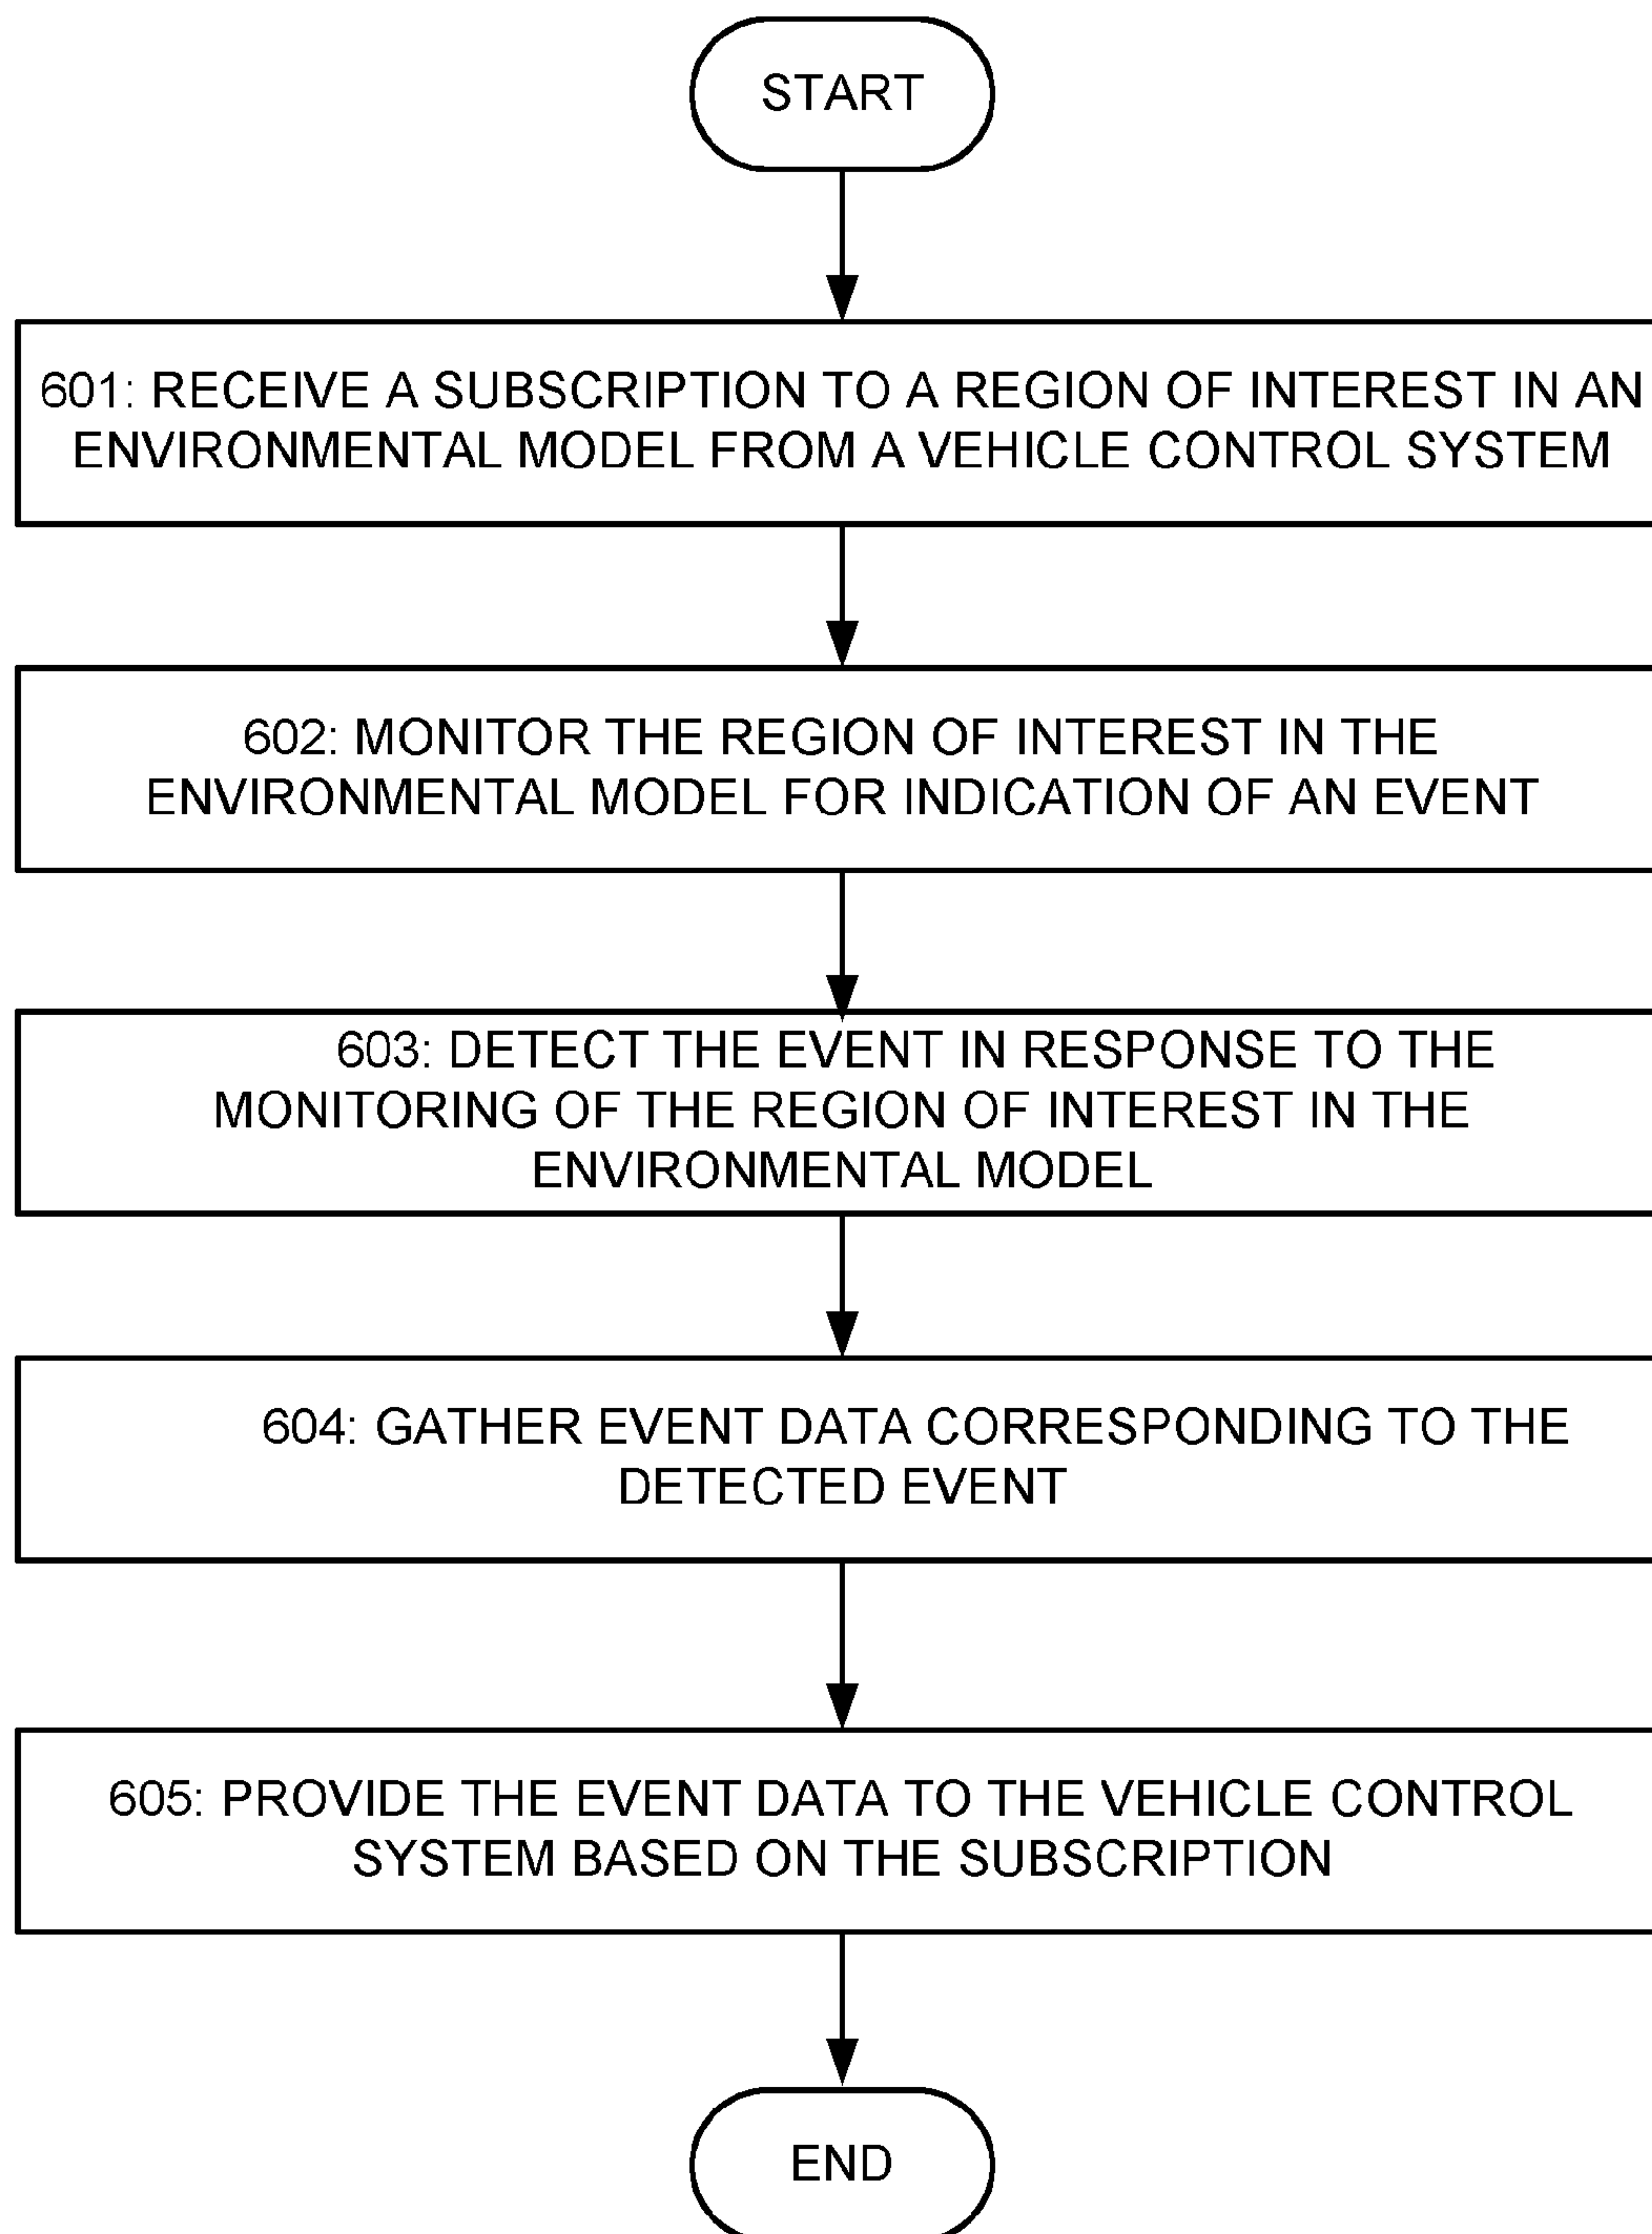 START
601: RECEIVE A SUBSCRIPTION TO A REGION OF INTEREST IN AN
ENVIRONMENTAL MODEL FROM A VEHICLE CONTROL SYSTEM
602: MONITOR THE REGION OF INTEREST IN THE
ENVIRONMENTAL MODEL FOR INDICATION OF AN EVENT
603: DETECT THE EVENT IN RESPONSE TO THE
MONITORING OF THE REGION OF INTEREST IN THE
ENVIRONMENTAL MODEL
604: GATHER EVENT DATA CORRESPONDING TO THE
DETECTED EVENT
605: PROVIDE THE EVENT DATA TO THE VEHICLE CONTROL
SYSTEM BASED ON THE SUBSCRIPTION
END